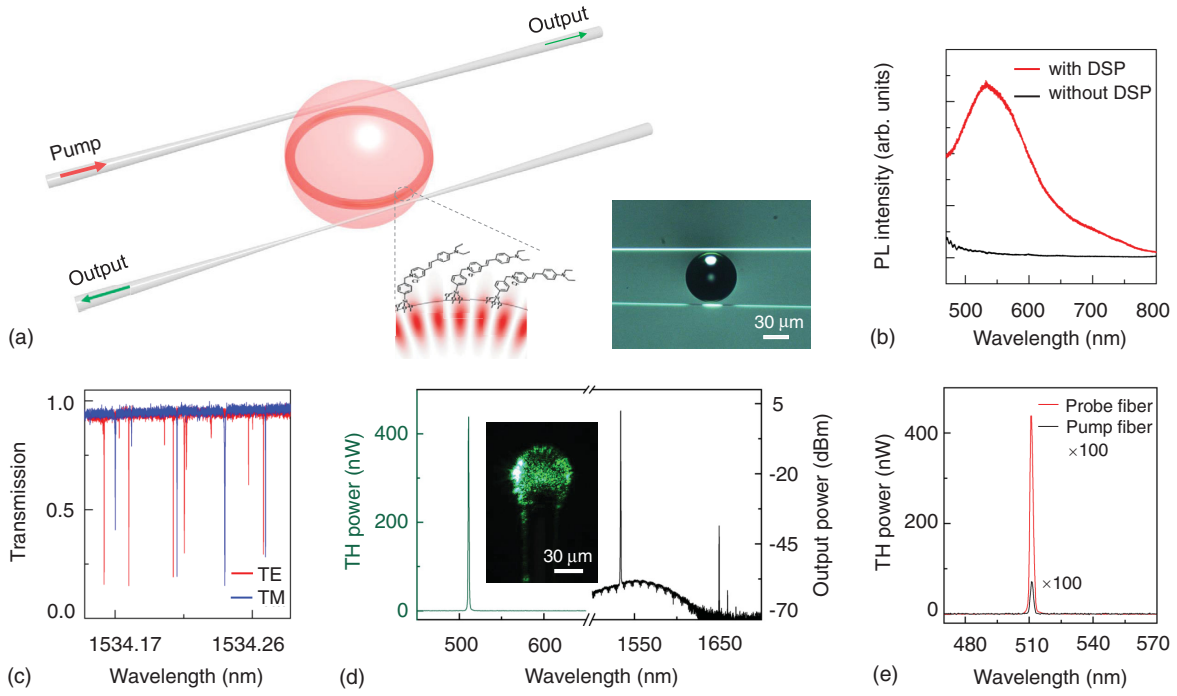 Output
Pump
Output
30 μm
(a)
with DSP
without DSP
PL intensity (arb. units)
500 600 700 800
Wavelength (nm)
(b)
1.0
0.5
0.0
Transmission
TE
TM
1534.17 1534.26
Wavelength (nm)
(c)
400
200
0
TH power (nW)
30 μm
5
-20
-45
-70
Output power (dBm)
500 600 1550 1650
Wavelength (nm)
(d)
Probe fiber
Pump fiber
×100
400
200
0
TH power (nW)
×100
480 510 540 570
Wavelength (nm)
(e)